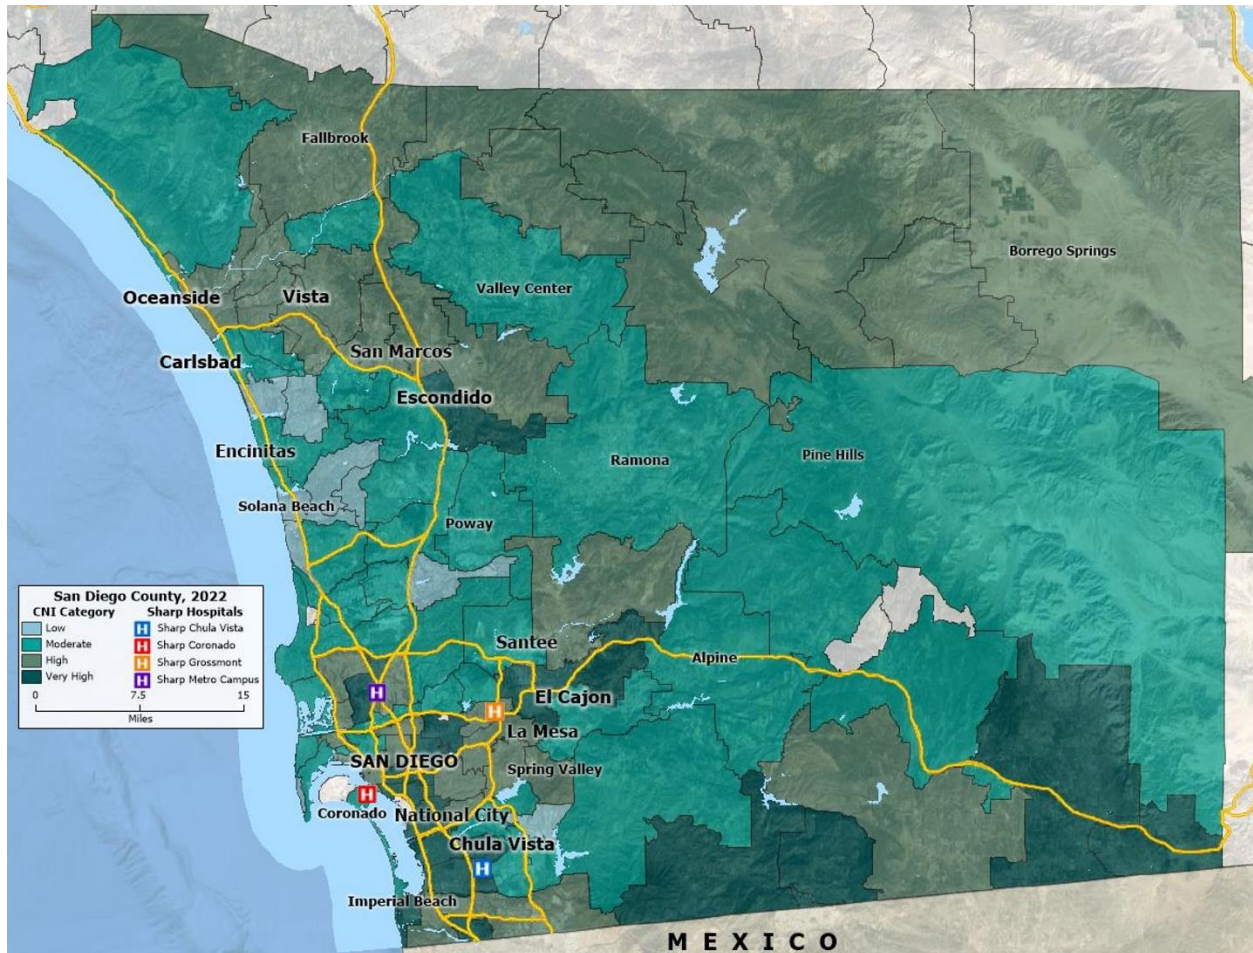 Fallbrook
Borrego Springs
Valley Center
Oceanside
Vista
San Marcos
Carlsbad
Escondido
Encinitas
Ramona
Pine Hills
Solana Beach
Poway
San Diego County, 2022
CNI Category
Low
Moderate
High
Very High
Sharp Hospitals
H Sharp Chula Vista
H Sharp Coronado
H Sharp Grossmont
H Sharp Metro Campus
0 7.5 15
Miles
Santee
Alpine
H
El Cajon
H
La Mesa
SAN DIEGO
Spring Valley
H
Coronado
National City
Chula Vista
H
Imperial Beach
MEXICO